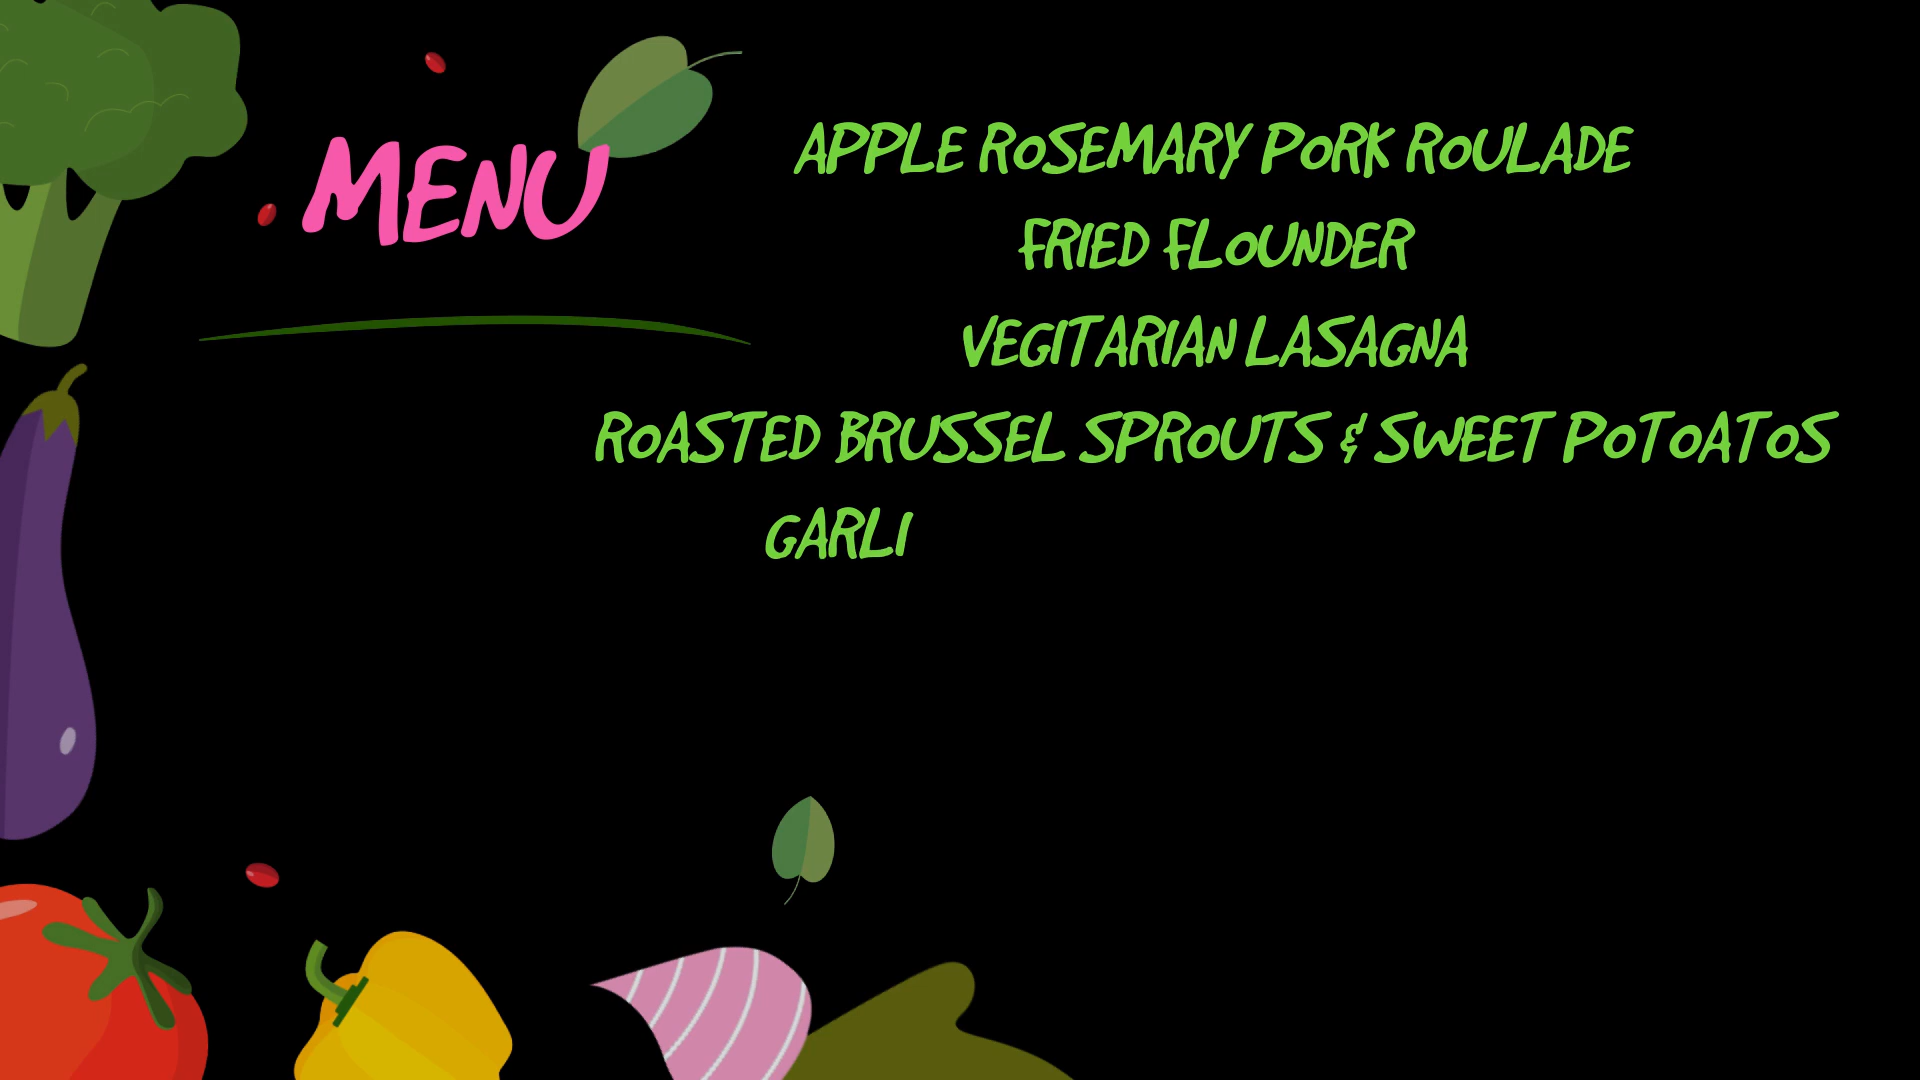 MENU
APPLE ROSEMARY PORK ROULADE
FRIED FLOUNDER
VEGITARIAN LASAGNA
ROASTED BRUSSEL SPROUTS & SWEET POTOATOS
GARLI